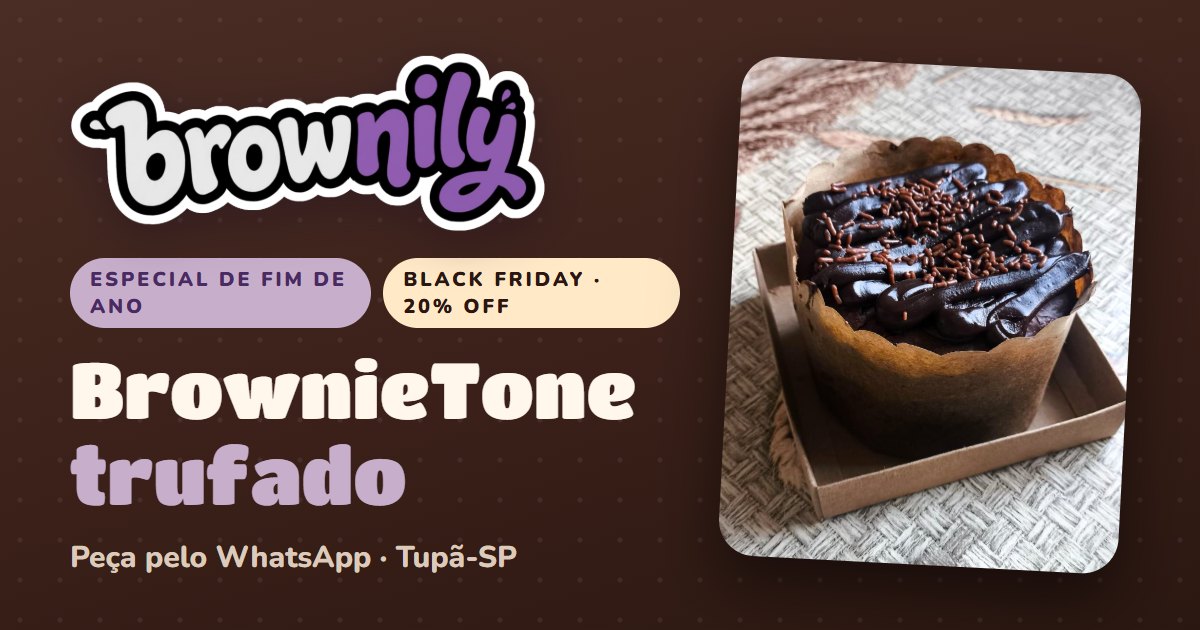 brownily
ESPECIAL DE FIM DE
ANO
BLACK FRIDAY ·
20% OFF
BrownieTone
trufado
Peça pelo WhatsApp · Tupã-SP